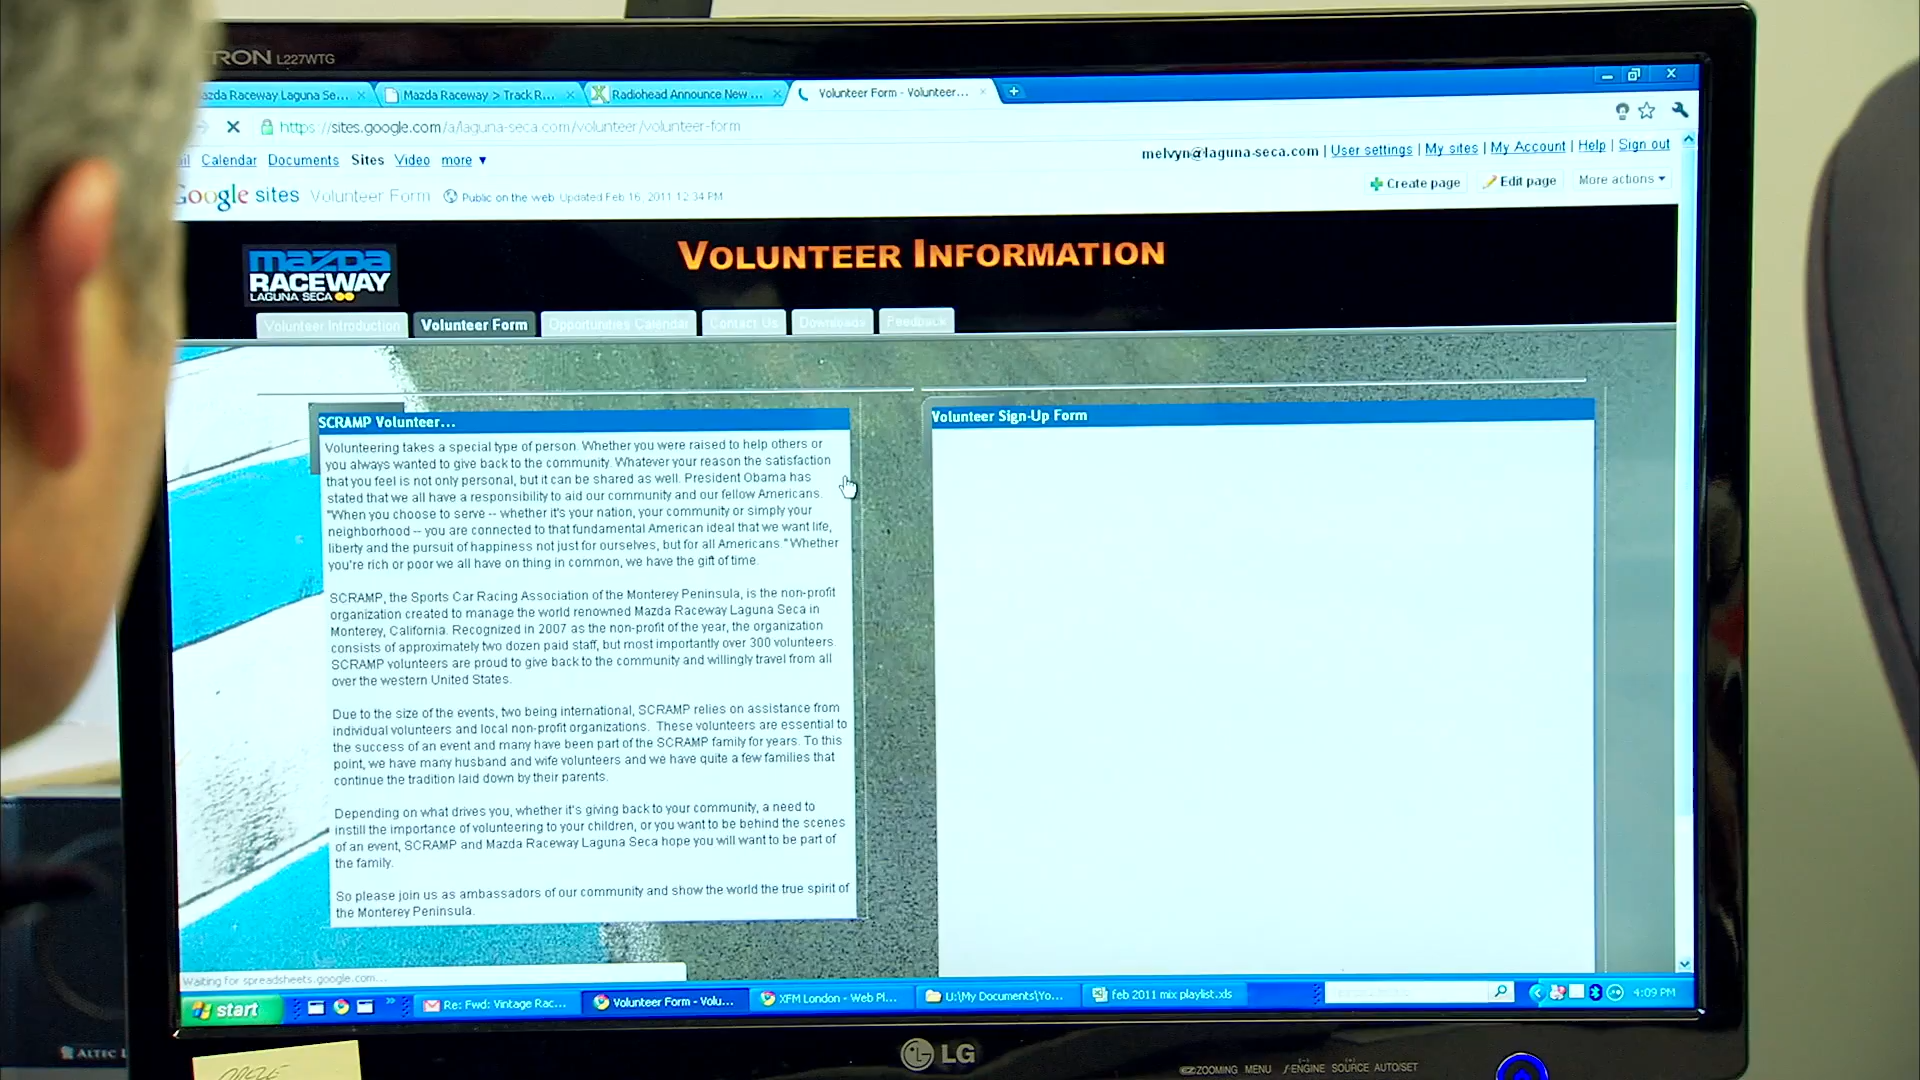 TRON L227WTG
azda Raceway Laguna Se...
Mazda Raceway > Track R...
Radiohead Announce New ...
Volunteer Form - Volunteer...
https://sites.google.com/a/laguna-seca.com/volunteer/volunteer-form
ail Calendar Documents Sites Video more
melvyn@laguna-seca.com | User settings | My sites | My Account | Help | Sign out
Google sites Volunteer Form Public on the web Updated Feb 16, 2011 12:34 PM
Create page Edit page More actions
mazda
RACEWAY
LAGUNA SECA
VOLUNTEER INFORMATION
Volunteer Introduction Volunteer Form Opportunities Calendar Contact Us Downloads Feedback
SCRAMP Volunteer...
Volunteering takes a special type of person. Whether you were raised to help others or
you always wanted to give back to the community. Whatever your reason the satisfaction
that you feel is not only personal, but it can be shared as well. President Obama has
stated that we all have a responsibility to aid our community and our fellow Americans.
"When you choose to serve -- whether it's your nation, your community or simply your
neighborhood -- you are connected to that fundamental American ideal that we want life,
liberty and the pursuit of happiness not just for ourselves, but for all Americans." Whether
you're rich or poor we all have on thing in common, we have the gift of time.
SCRAMP, the Sports Car Racing Association of the Monterey Peninsula, is the non-profit
organization created to manage the world renowned Mazda Raceway Laguna Seca in
Monterey, California. Recognized in 2007 as the non-profit of the year, the organization
consists of approximately two dozen paid staff, but most importantly over 300 volunteers.
SCRAMP volunteers are proud to give back to the community and willingly travel from all
over the western United States.
Due to the size of the events, two being international, SCRAMP relies on assistance from
individual volunteers and local non-profit organizations. These volunteers are essential to
the success of an event and many have been part of the SCRAMP family for years. To this
point, we have many husband and wife volunteers and we have quite a few families that
continue the tradition laid down by their parents.
Depending on what drives you, whether it's giving back to your community, a need to
instill the importance of volunteering to your children, or you want to be behind the scenes
of an event, SCRAMP and Mazda Raceway Laguna Seca hope you will want to be part of
the family.
So please join us as ambassadors of our community and show the world the true spirit of
the Monterey Peninsula.
Volunteer Sign-Up Form
Waiting for spreadsheets.google.com...
start
Re: Fwd: Vintage Rac...
Volunteer Form - Volu...
XFM London - Web Pl...
U:\My Documents\Yo...
feb 2011 mix playlist.xls
4:09 PM
ALTEC L
LG
EZ ZOOMING MENU f-ENGINE SOURCE AUTO/SET